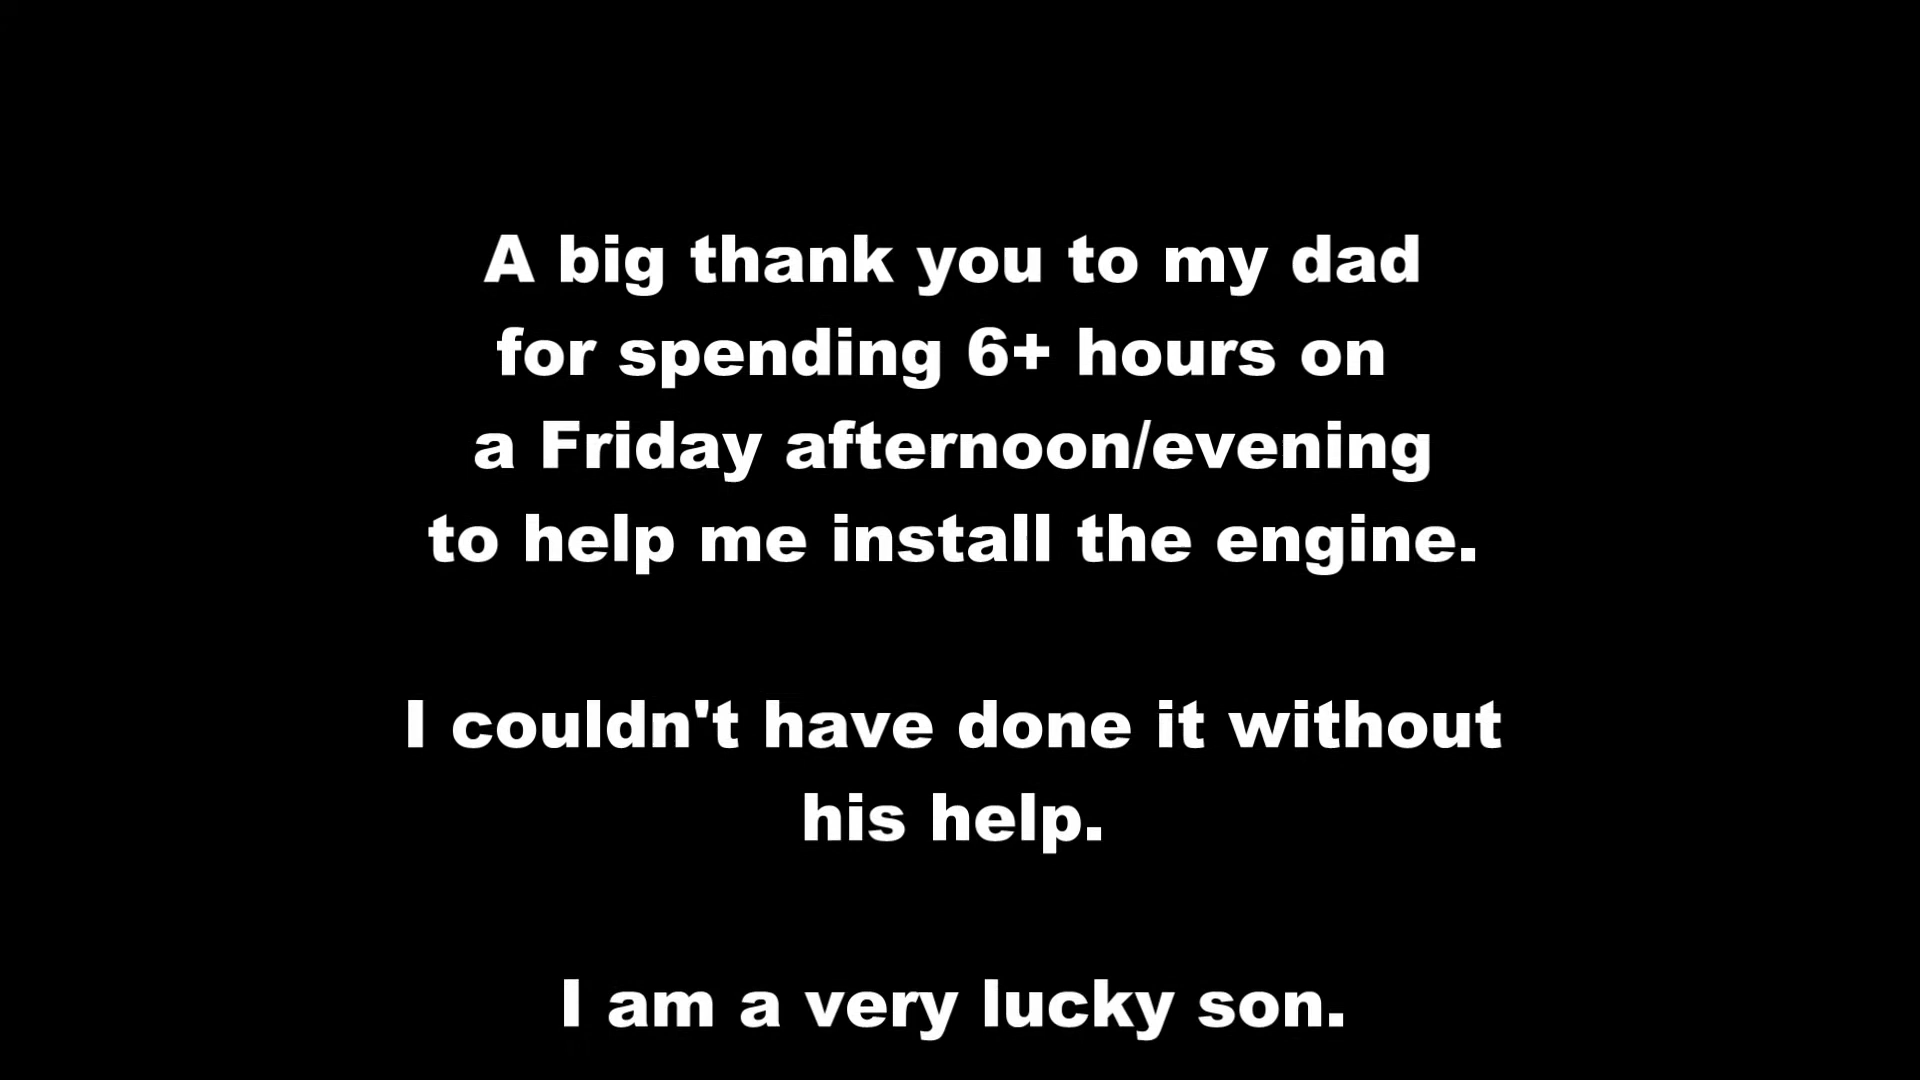 A big thank you to my dad
for spending 6+ hours on
a Friday afternoon/evening
to help me install the engine.
I couldn't have done it without
his help.
I am a very lucky son.